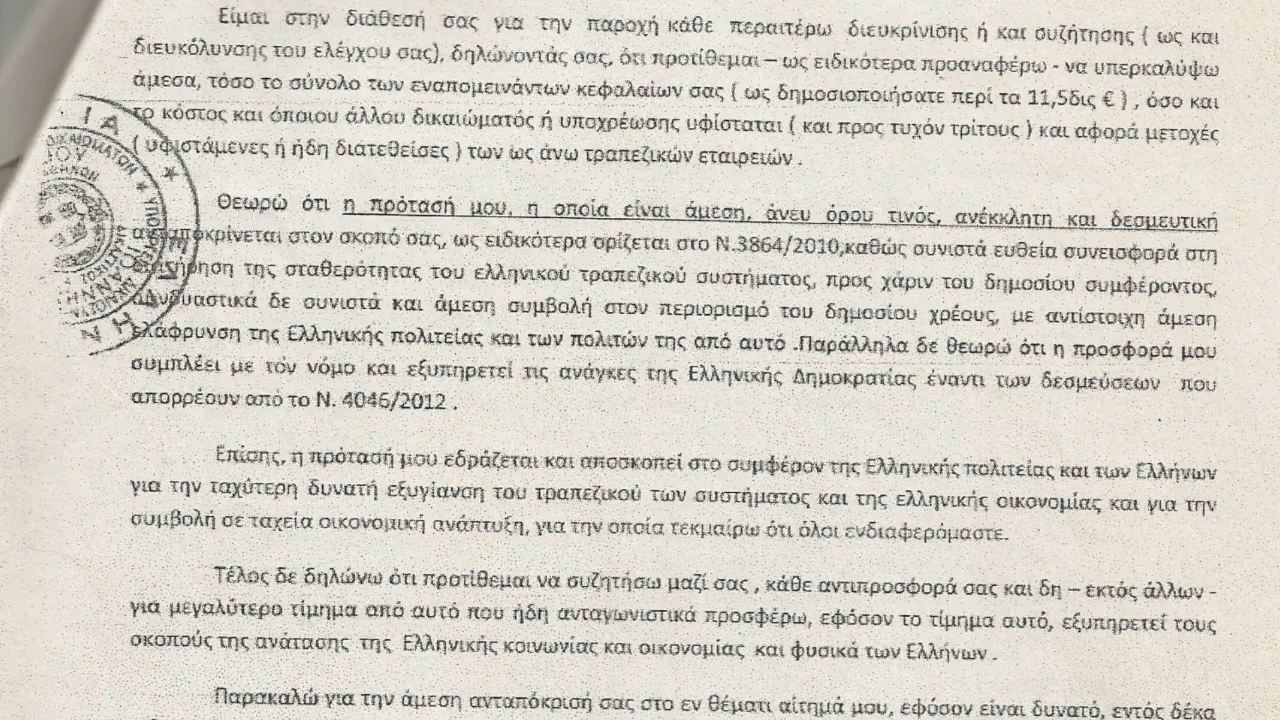 Είμαι στην διάθεσή σας για την παροχή κάθε περαιτέρω διευκρίνισης ή και συζήτησης ( ως και
διευκόλυνσης του ελέγχου σας), δηλώνοντάς σας, ότι προτίθεμαι – ως ειδικότερα προαναφέρω - να υπερκαλύψω
άμεσα, τόσο το σύνολο των εναπομεινάντων κεφαλαίων σας ( ως δημοσιοποιήσατε περί τα 11,5δις € ) , όσο και
το κόστος και όποιου άλλου δικαιώματός ή υποχρέωσης υφίσταται ( και προς τυχόν τρίτους ) και αφορά μετοχές
( υφιστάμενες ή ήδη διατεθείσες ) των ως άνω τραπεζικών εταιρειών .
Θεωρώ ότι η πρότασή μου, η οποία είναι άμεση, άνευ όρου τινός, ανέκκλητη και δεσμευτική
ανταποκρίνεται στον σκοπό σας, ως ειδικότερα ορίζεται στο Ν.3864/2010,καθώς συνιστά ευθεία συνεισφορά στη
διατήρηση της σταθερότητας του ελληνικού τραπεζικού συστήματος, προς χάριν του δημοσίου συμφέροντος,
συνδυαστικά δε συνιστά και άμεση συμβολή στον περιορισμό του δημοσίου χρέους, με αντίστοιχη άμεση
ελάφρυνση της Ελληνικής πολιτείας και των πολιτών της από αυτό .Παράλληλα δε θεωρώ ότι η προσφορά μου
συμπλέει με τον νόμο και εξυπηρετεί τις ανάγκες της Ελληνικής Δημοκρατίας έναντι των δεσμεύσεων που
απορρέουν από το Ν. 4046/2012 .
Επίσης, η πρότασή μου εδράζεται και αποσκοπεί στο συμφέρον της Ελληνικής πολιτείας και των Ελλήνων
για την ταχύτερη δυνατή εξυγίανση του τραπεζικού των συστήματος και της ελληνικής οικονομίας και για την
συμβολή σε ταχεία οικονομική ανάπτυξη, για την οποία τεκμαίρω ότι όλοι ενδιαφερόμαστε.
Τέλος δε δηλώνω ότι προτίθεμαι να συζητήσω μαζί σας , κάθε αντιπροσφορά σας και δη – εκτός άλλων -
για μεγαλύτερο τίμημα από αυτό που ήδη ανταγωνιστικά προσφέρω, εφόσον το τίμημα αυτό, εξυπηρετεί τους
σκοπούς της ανάτασης της Ελληνικής κοινωνίας και οικονομίας και φυσικά των Ελλήνων .
Παρακαλώ για την άμεση ανταπόκρισή σας στο εν θέματι αίτημά μου, εφόσον είναι δυνατό, εντός δέκα